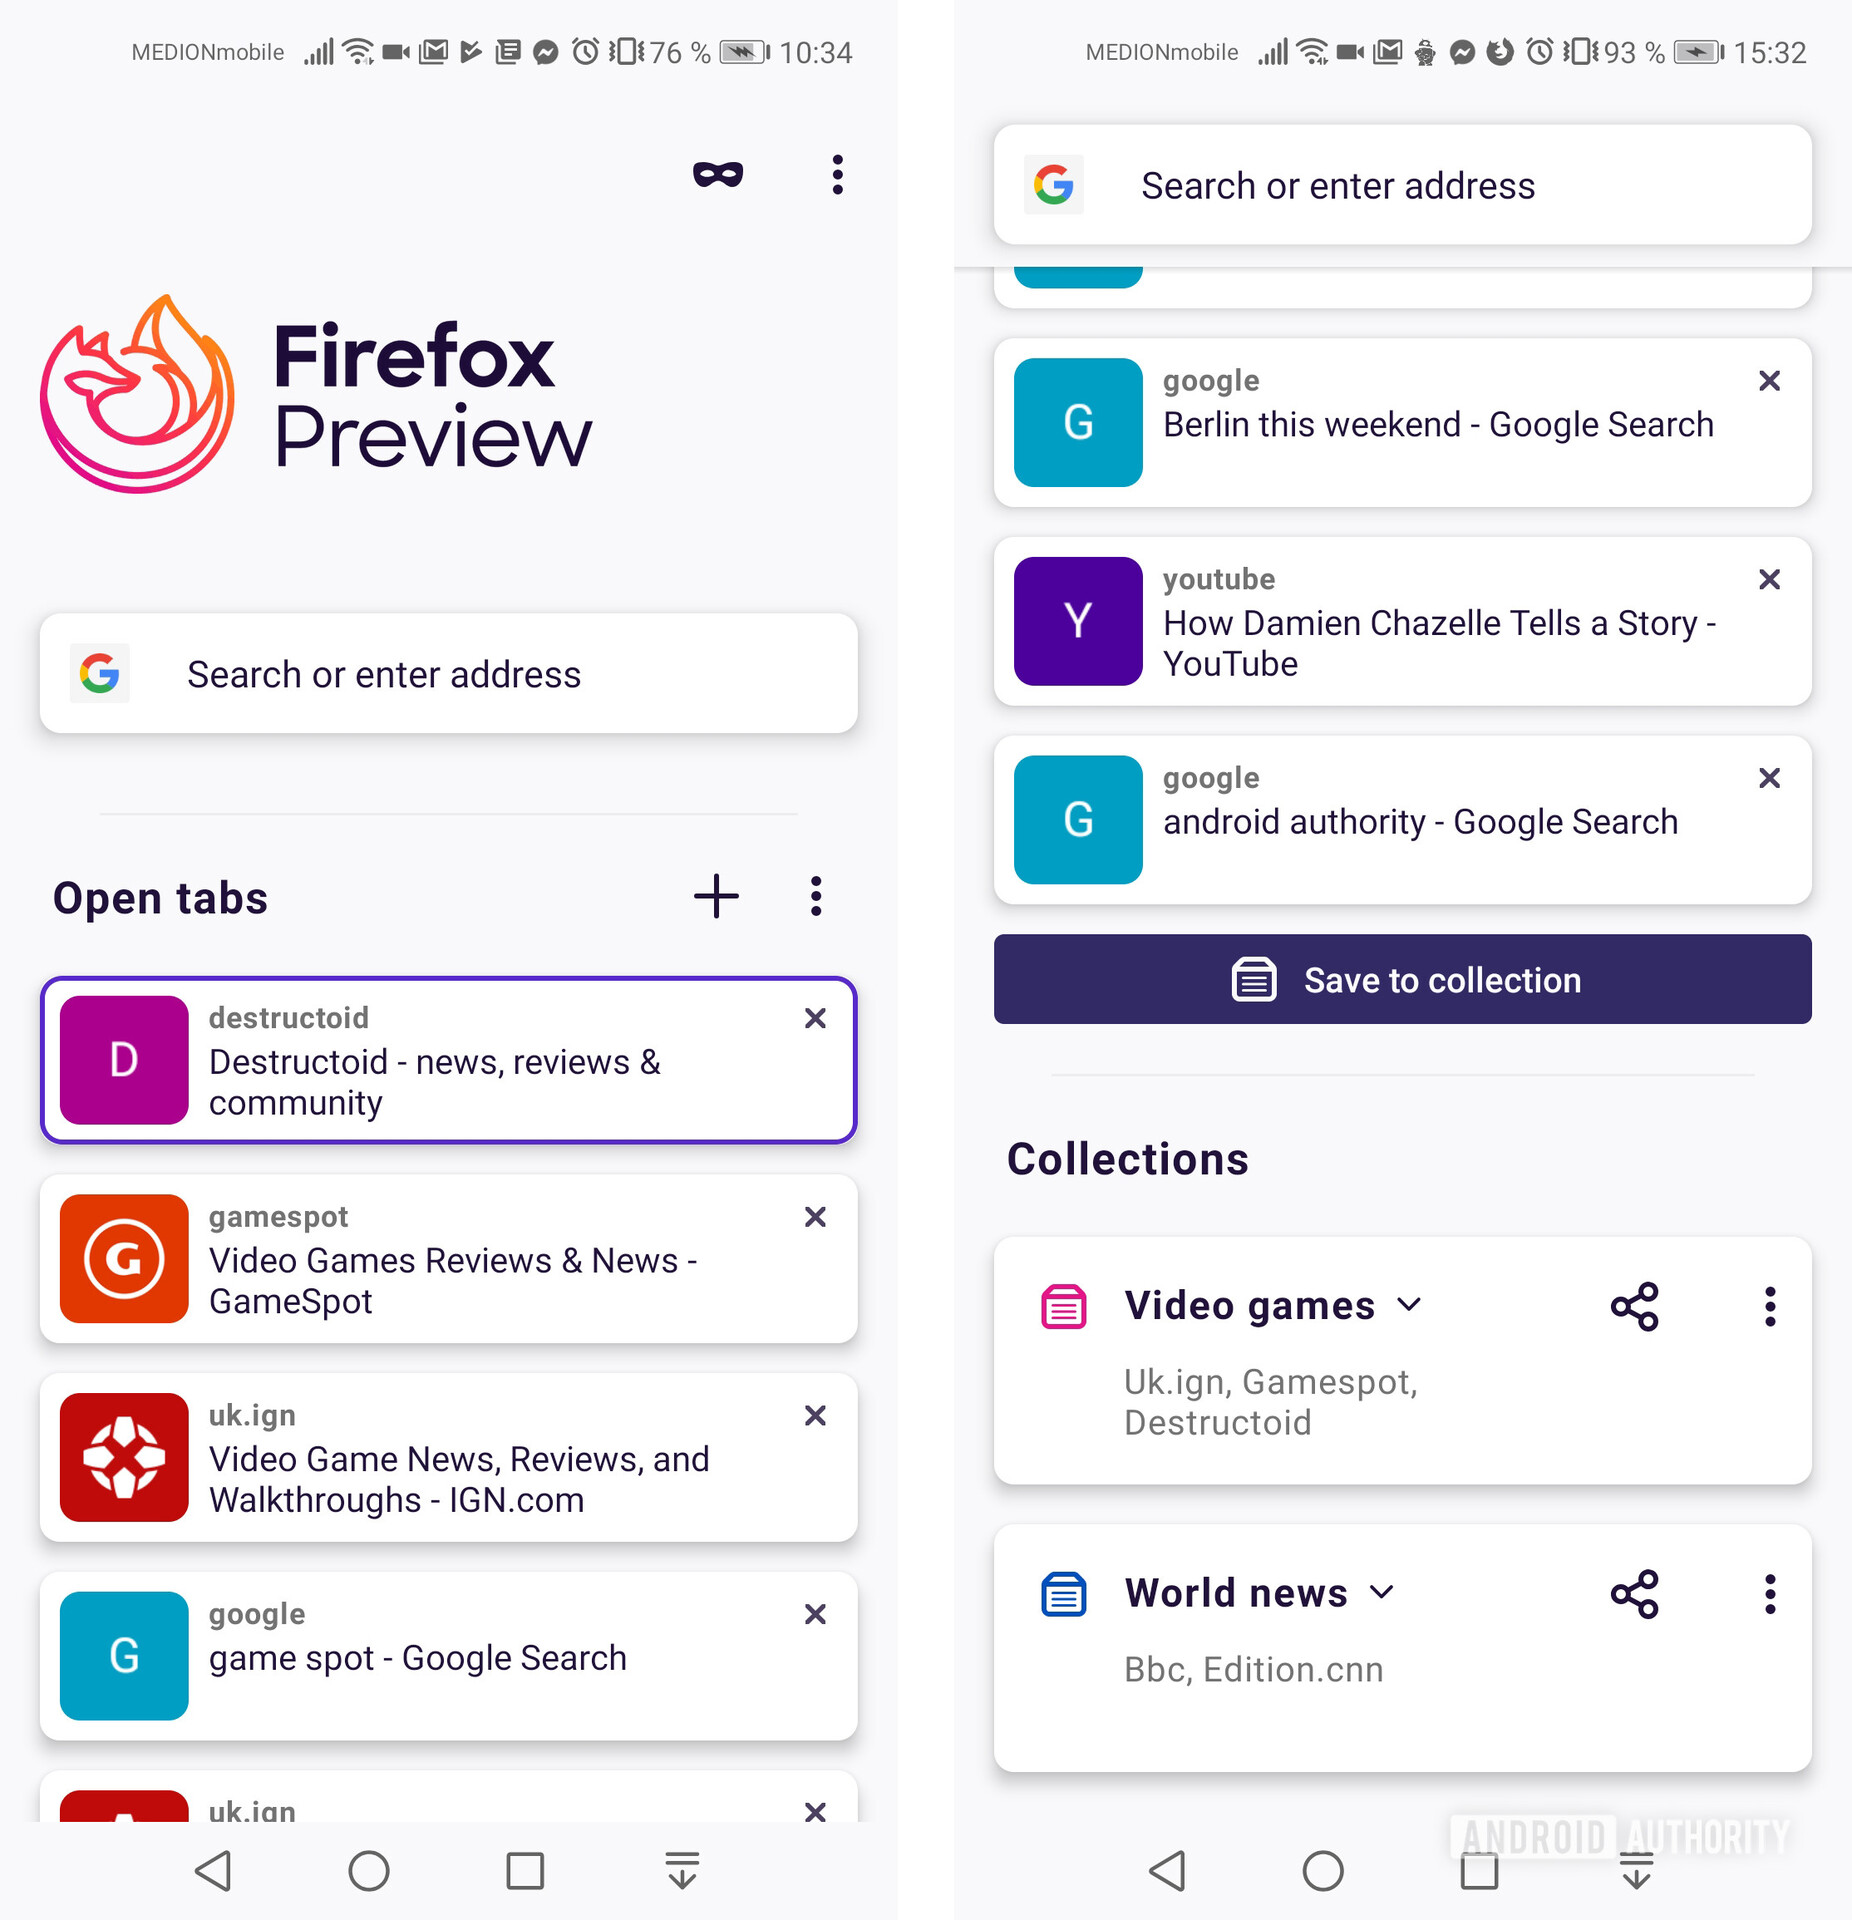 MEDIONmobile 76 % 10:34
Firefox
Preview
G Search or enter address
Open tabs
D
destructoid
Destructoid - news, reviews &
community
G
gamespot
Video Games Reviews & News -
GameSpot
uk.ign
Video Game News, Reviews, and
Walkthroughs - IGN.com
G
google
game spot - Google Search
uk.ign
MEDIONmobile 93 % 15:32
G Search or enter address
G
google
Berlin this weekend - Google Search
Y
youtube
How Damien Chazelle Tells a Story -
YouTube
G
google
android authority - Google Search
Save to collection
Collections
Video games
Uk.ign, Gamespot,
Destructoid
World news
Bbc, Edition.cnn
ANDROID AUTHORITY